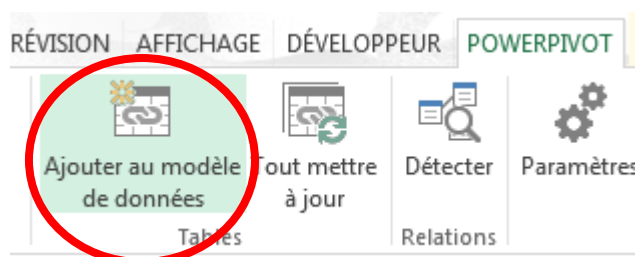 RÉVISION AFFICHAGE DÉVELOPPEUR POWERPIVOT
Ajouter au modèle Tout mettre Détecter Paramètres
de données à jour
Tables Relations